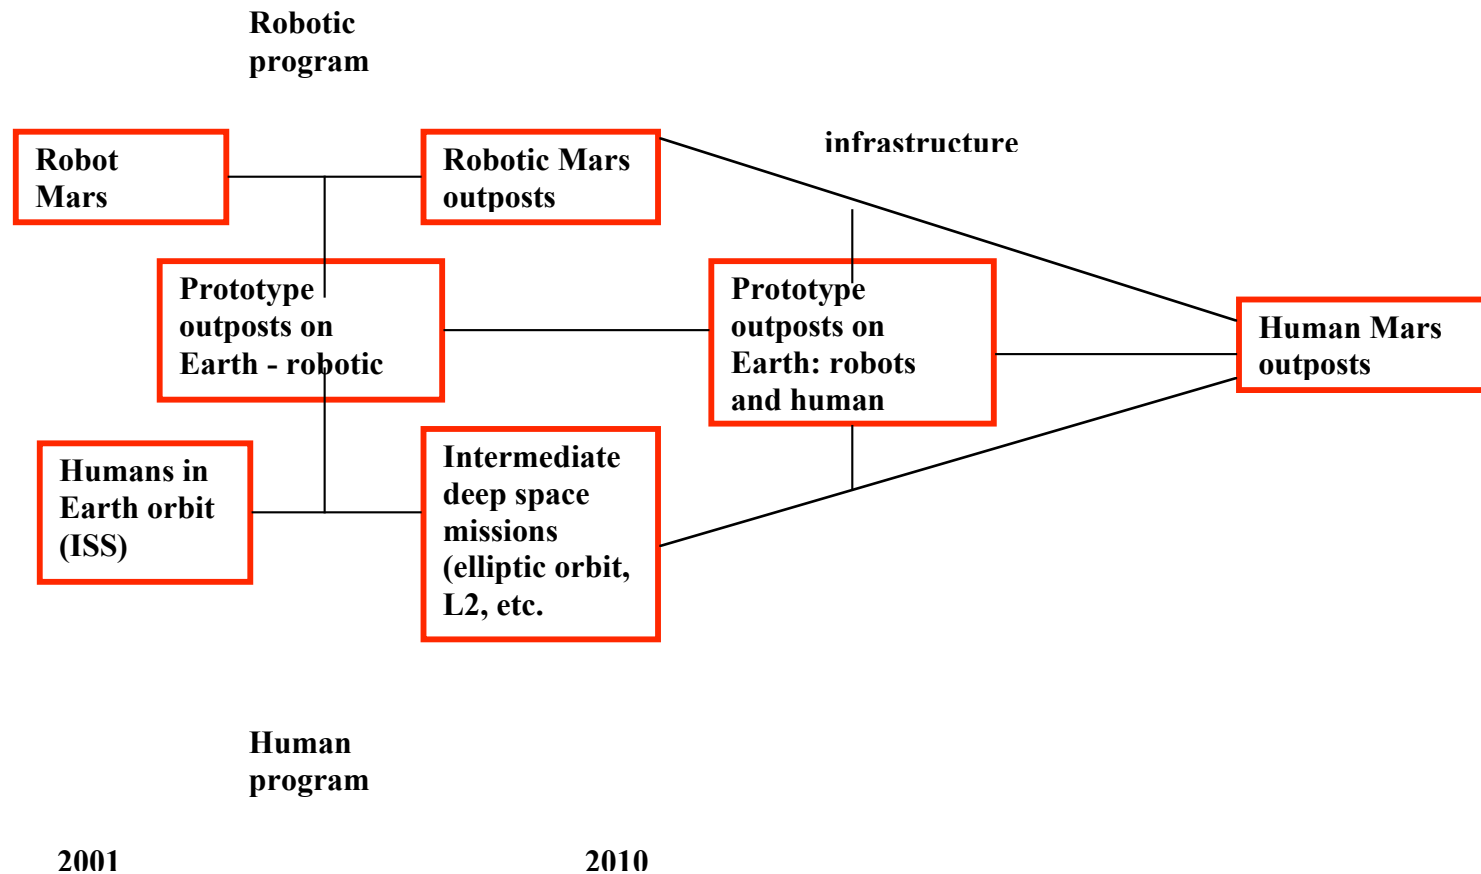 Robotic
program
infrastructure
Robot
Mars
Robotic Mars
outposts
Prototype
outposts on
Earth - robotic
Prototype
outposts on
Earth: robots
and human
Human Mars
outposts
Humans in
Earth orbit
(ISS)
Intermediate
deep space
missions
(elliptic orbit,
L2, etc.
Human
program
2001
2010